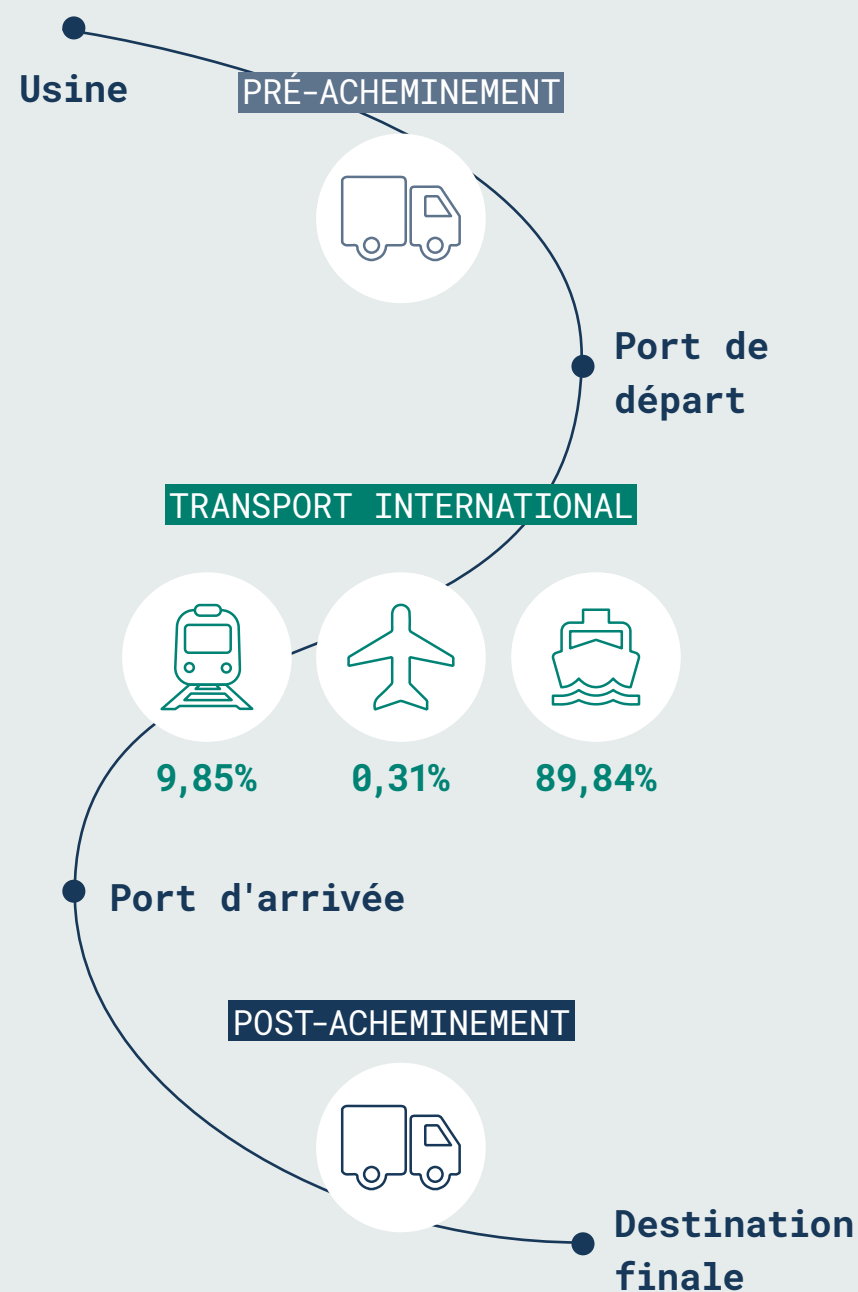 Usine
PRÉ-ACHEMINEMENT
Port de
départ
TRANSPORT INTERNATIONAL
9,85%
0,31%
89,84%
Port d'arrivée
POST-ACHEMINEMENT
Destination
finale